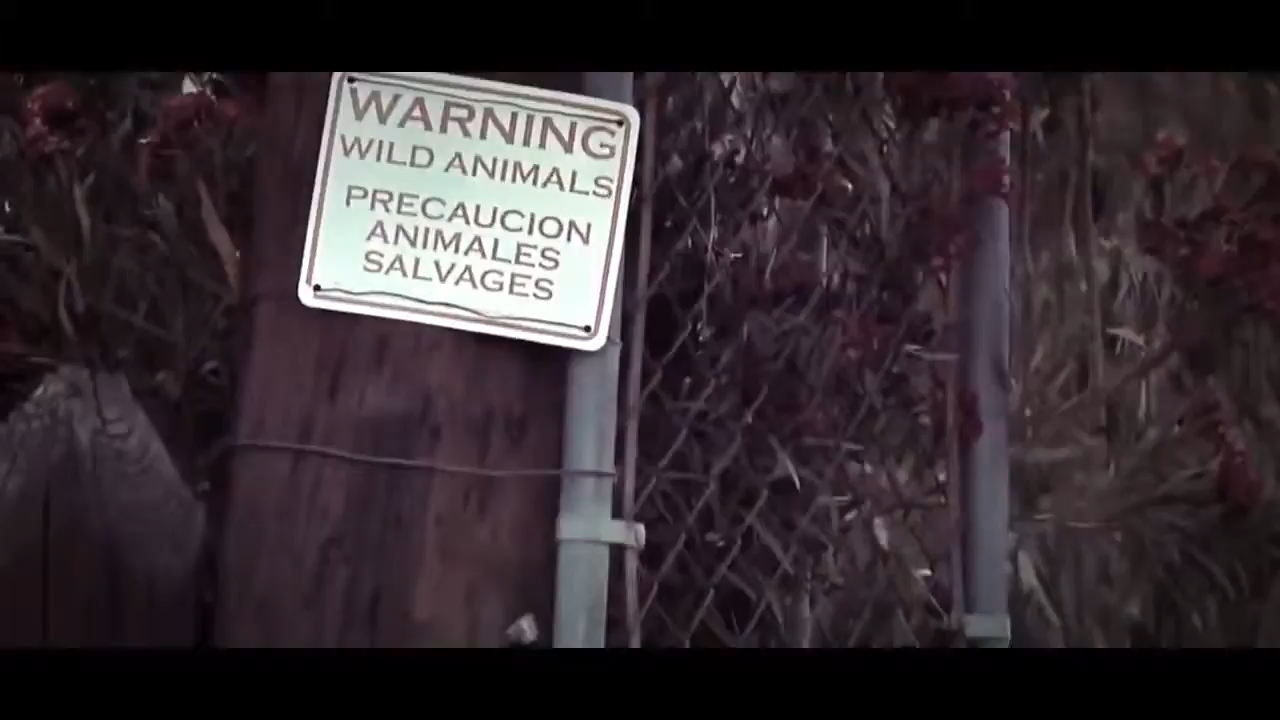 WARNING
WILD ANIMALS
PRECAUCION
ANIMALES
SALVAGES